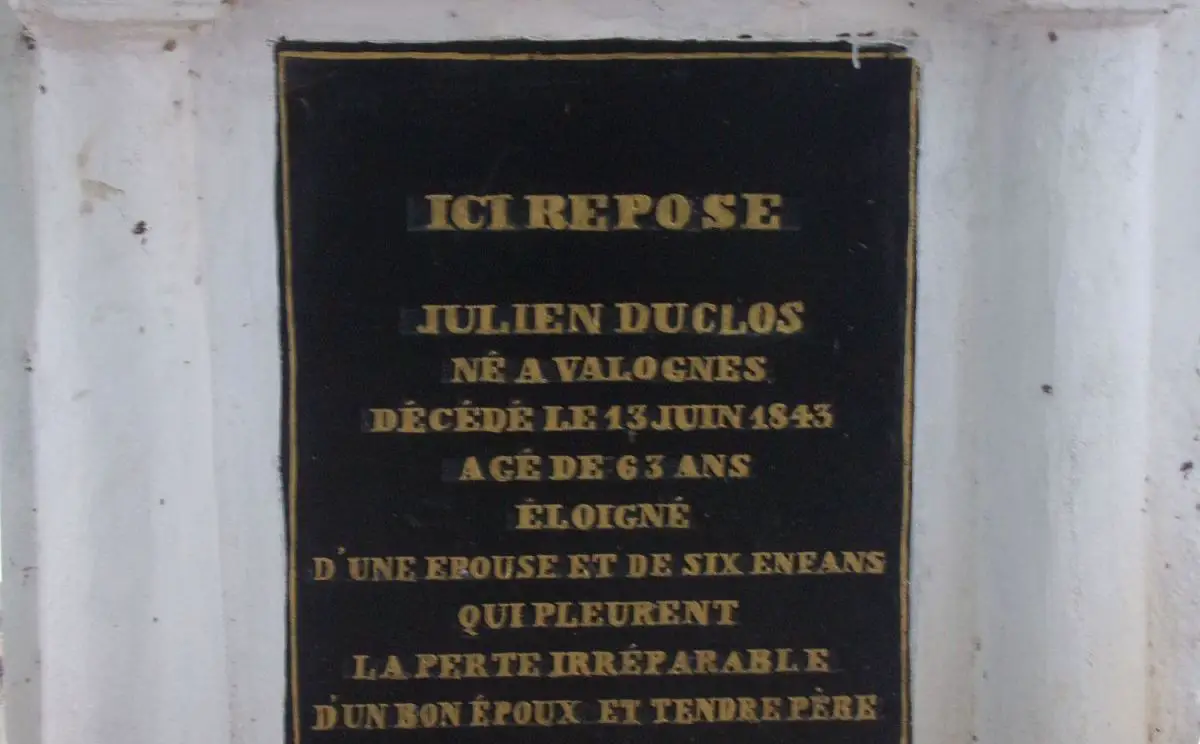 ICI REPOSE
JULIEN DUCLOS
NÉ A VALOGNES
DÉCÉDÉ LE 13 JUIN 1843
AGÉ DE 63 ANS
ÉLOIGNÉ
D'UNE EPOUSE ET DE SIX ENFANS
QUI PLEURENT
LA PERTE IRRÉPARABLE
D'UN BON ÉPOUX ET TENDRE PÈRE